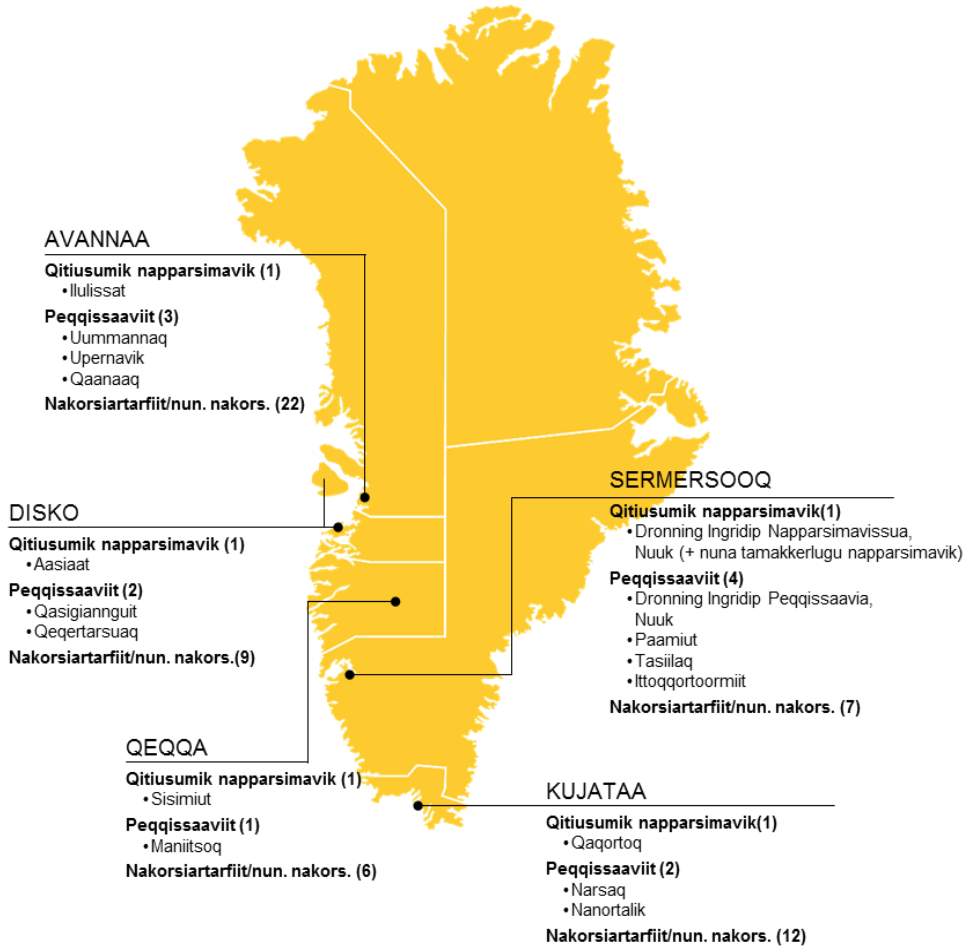 AVANNAA
Qitiusumik napparsimavik (1)
•Ilulissat
Peqqissaaviit (3)
•Uummannaq
•Upernavik
•Qaanaaq
Nakorsiartarfiit/nun. nakors. (22)
DISKO
Qitiusumik napparsimavik (1)
•Aasiaat
Peqqissaaviit (2)
•Qasigiannguit
•Qeqertarsuaq
Nakorsiartarfiit/nun. nakors.(9)
QEQQA
Qitiusumik napparsimavik (1)
•Sisimiut
Peqqissaaviit (1)
•Maniitsoq
Nakorsiartarfiit/nun. nakors. (6)
SERMERSOOQ
Qitiusumik napparsimavik(1)
•Dronning Ingridip Napparsimavissua,
Nuuk (+ nuna tamakkerlugu napparsimavik)
Peqqissaaviit (4)
•Dronning Ingridip Peqqissaavia,
Nuuk
•Paamiut
•Tasiilaq
•Ittoqqortoormiit
Nakorsiartarfiit/nun. nakors. (7)
KUJATAA
Qitiusumik napparsimavik(1)
•Qaqortoq
Peqqissaaviit (2)
•Narsaq
•Nanortalik
Nakorsiartarfiit/nun. nakors. (12)